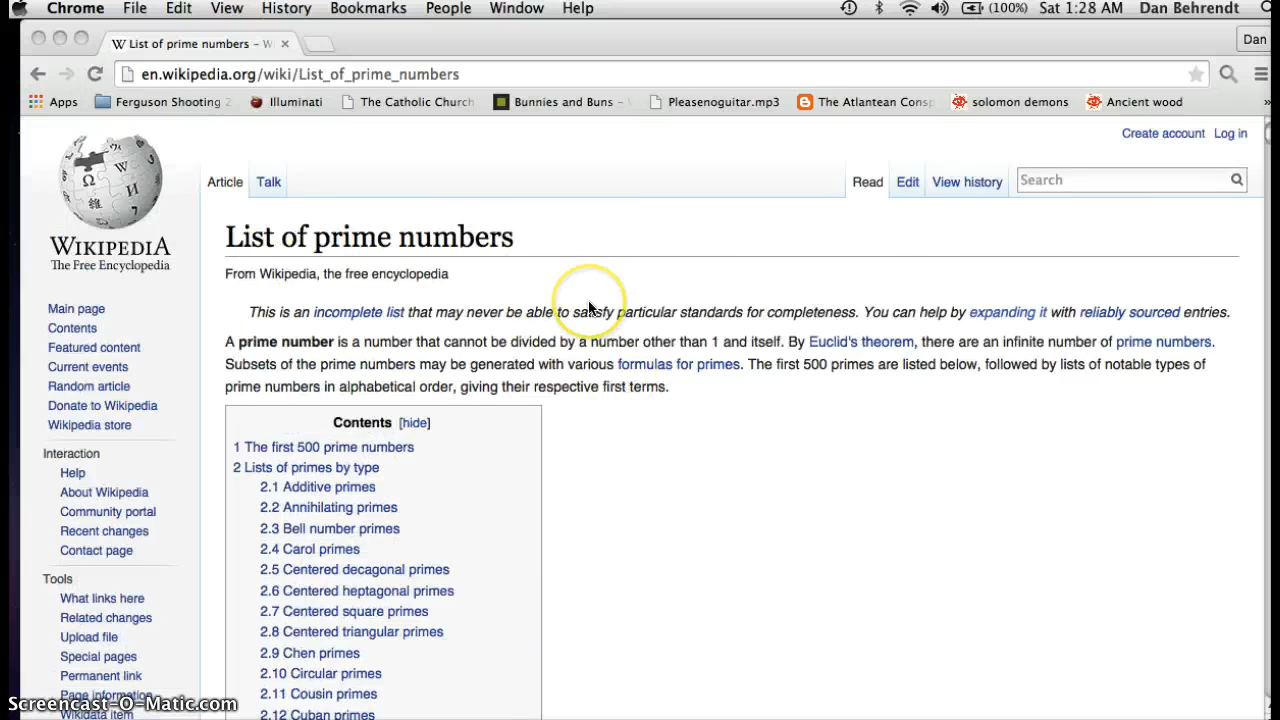 Chrome File Edit View History Bookmarks People Window Help (100%) Sat 1:28 AM Dan Behrendt
W List of prime numbers – W × Dan
en.wikipedia.org/wiki/List_of_prime_numbers
Apps Ferguson Shooting Illuminati The Catholic Church Bunnies and Buns - Pleasenoguitar.mp3 The Atlantean Consp solomon demons Ancient wood »
Create account Log in
Article Talk Read Edit View history Search
WIKIPEDIA
The Free Encyclopedia
List of prime numbers
From Wikipedia, the free encyclopedia
This is an incomplete list that may never be able to satisfy particular standards for completeness. You can help by expanding it with reliably sourced entries.
A prime number is a number that cannot be divided by a number other than 1 and itself. By Euclid's theorem, there are an infinite number of prime numbers.
Subsets of the prime numbers may be generated with various formulas for primes. The first 500 primes are listed below, followed by lists of notable types of
prime numbers in alphabetical order, giving their respective first terms.
Main page
Contents
Featured content
Current events
Random article
Donate to Wikipedia
Wikipedia store
Interaction
Help
About Wikipedia
Community portal
Recent changes
Contact page
Tools
What links here
Related changes
Upload file
Special pages
Permanent link
Page information
Wikidata item
Contents [hide]
1 The first 500 prime numbers
2 Lists of primes by type
2.1 Additive primes
2.2 Annihilating primes
2.3 Bell number primes
2.4 Carol primes
2.5 Centered decagonal primes
2.6 Centered heptagonal primes
2.7 Centered square primes
2.8 Centered triangular primes
2.9 Chen primes
2.10 Circular primes
2.11 Cousin primes
2.12 Cuban primes
Screencast-O-Matic.com